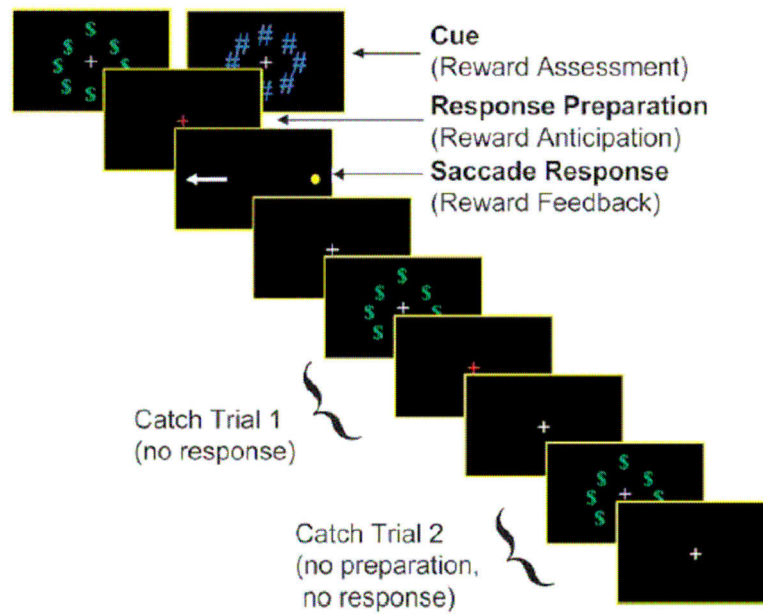 Cue
(Reward Assessment)
Response Preparation
(Reward Anticipation)
Saccade Response
(Reward Feedback)
Catch Trial 1
(no response)
Catch Trial 2
(no preparation,
no response)